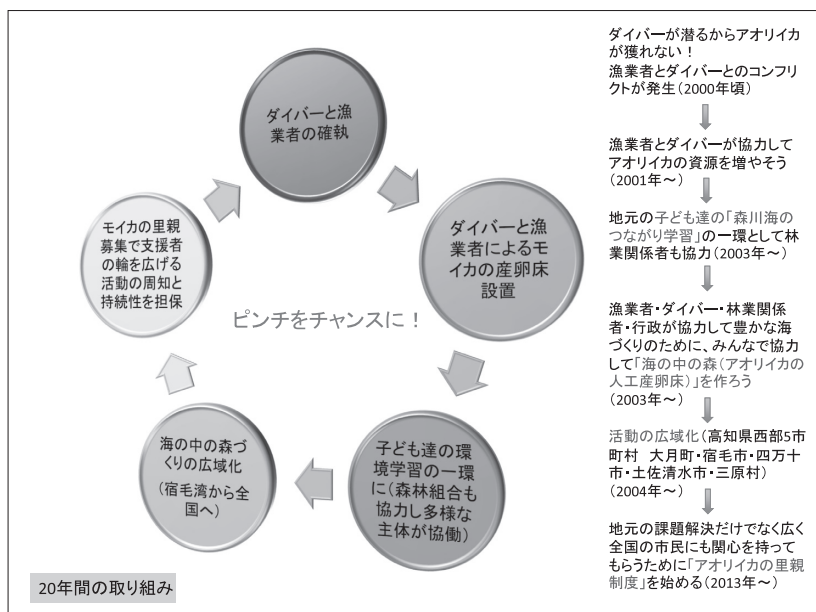 ダイバーと漁
業者の確執
ダイバーと漁
業者によるモ
イカの産卵床
設置
子ども達の環
境学習の一環
に(森林組合も
協力し多様な
主体が協働)
海の中の森づ
くりの広域化
(宿毛湾から全
国へ)
モイカの里親
募集で支援者
の輪を広げる
活動の周知と
持続性を担保
ピンチをチャンスに!
20年間の取り組み
ダイバーが潜るからアオリイカ
が獲れない!
漁業者とダイバーとのコンフリ
クトが発生(2000年頃)
漁業者とダイバーが協力して
アオリイカの資源を増やそう
(2001年~)
地元の子ども達の「森川海の
つながり学習」の一環として林
業関係者も協力(2003年~)
漁業者・ダイバー・林業関係
者・行政が協力して豊かな海
づくりのために、みんなで協力
して「海の中の森(アオリイカの
人工産卵床)」を作ろう
(2003年~)
活動の広域化(高知県西部5市
町村 大月町・宿毛市・四万十
市・土佐清水市・三原村)
(2004年~)
地元の課題解決だけでなく広く
全国の市民にも関心を持って
もらうために「アオリイカの里親
制度」を始める(2013年~)